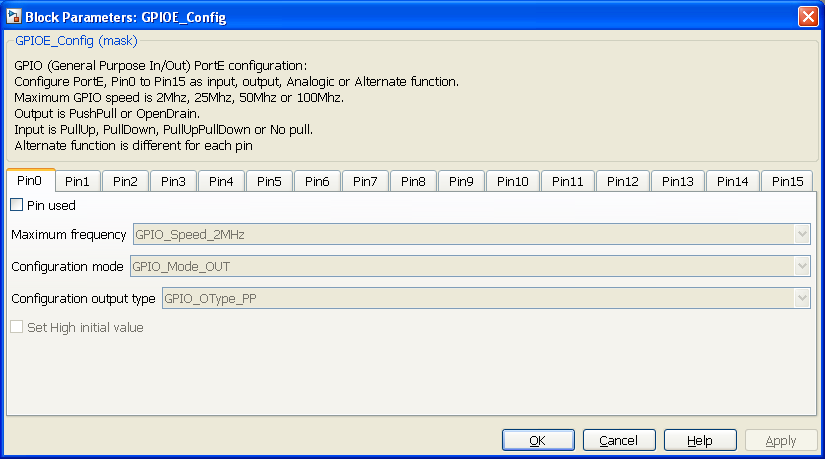 Block Parameters: GPIOE_Config
GPIOE_Config (mask)
GPIO (General Purpose In/Out) PortE configuration:
Configure PortE, Pin0 to Pin15 as input, output, Analogic or Alternate function.
Maximum GPIO speed is 2Mhz, 25Mhz, 50Mhz or 100Mhz.
Output is PushPull or OpenDrain.
Input is PullUp, PullDown, PullUpPullDown or No pull.
Alternate function is different for each pin
Pin0 Pin1 Pin2 Pin3 Pin4 Pin5 Pin6 Pin7 Pin8 Pin9 Pin10 Pin11 Pin12 Pin13 Pin14 Pin15
Pin used
Maximum frequency GPIO_Speed_2MHz
Configuration mode GPIO_Mode_OUT
Configuration output type GPIO_OType_PP
Set High initial value
OK Cancel Help Apply